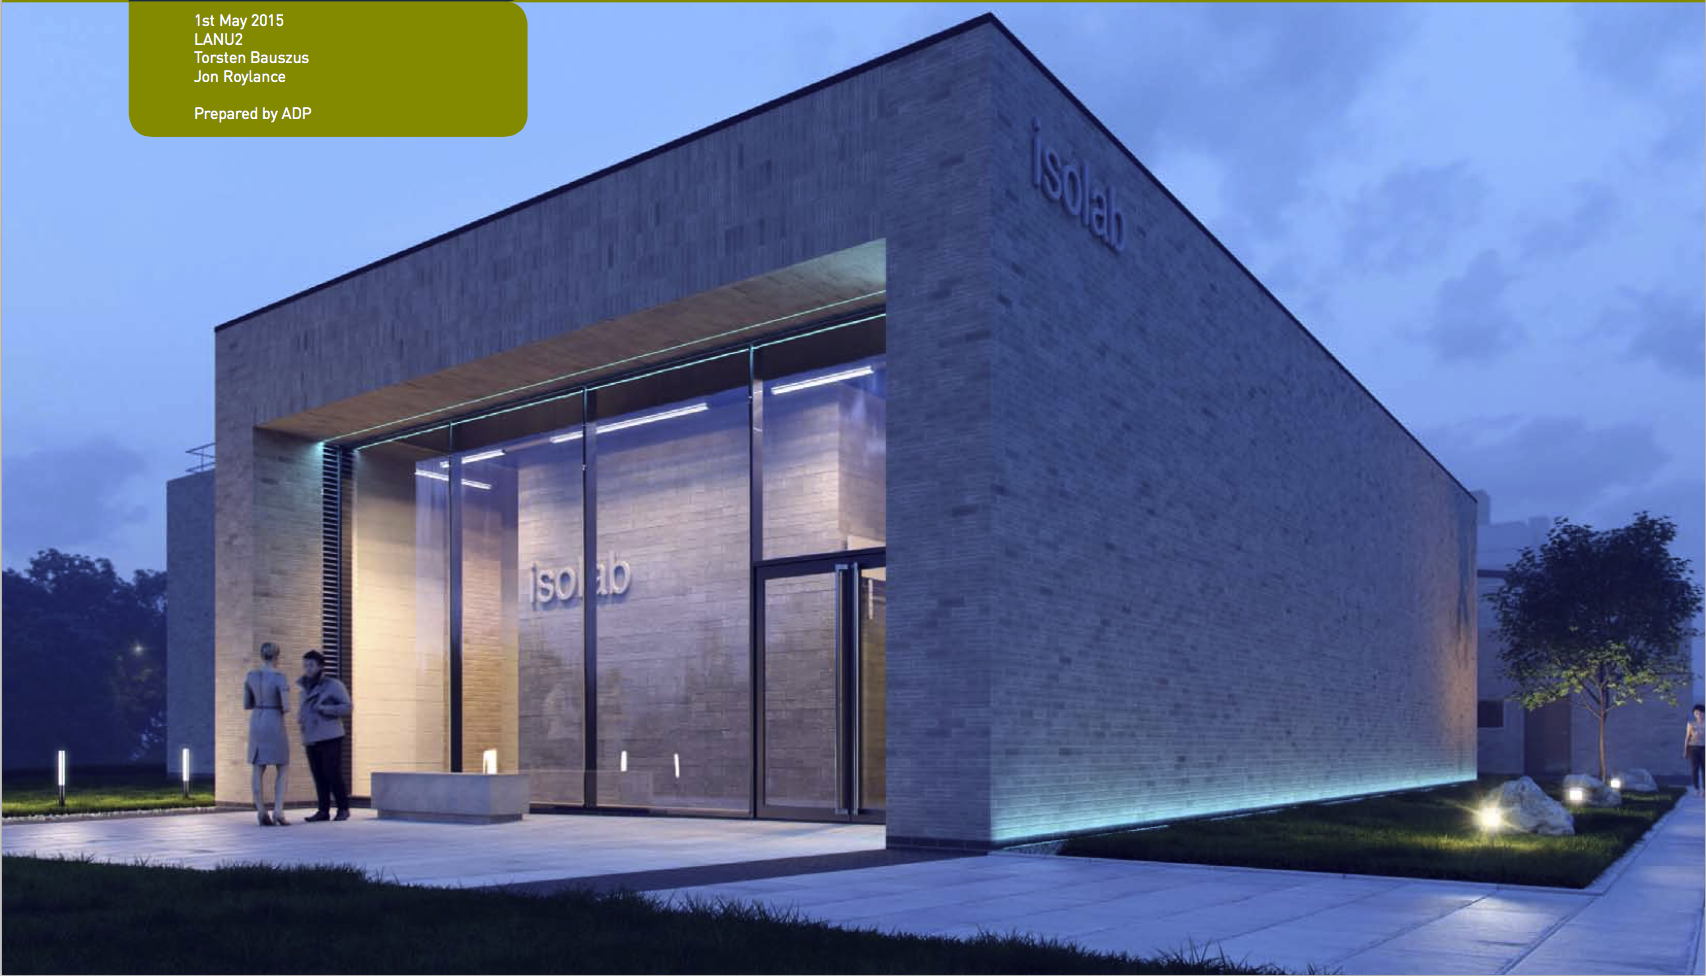 1st May 2015
LANU2
Torsten Bauszus
Jon Roylance
Prepared by ADP
isolab
isolab